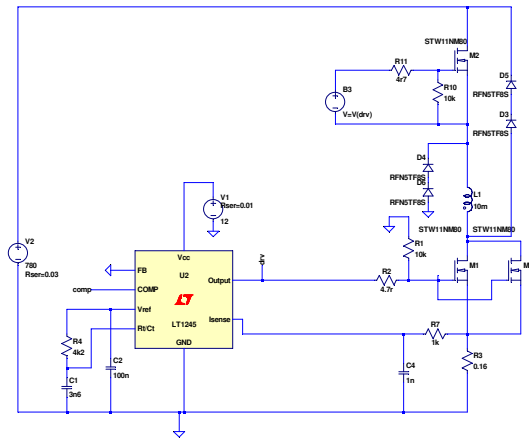 STW11NM80
M2
R11
4r7
R10
10k
B3
V=V(drv)
D5
RFN5TF8S
D3
RFN5TF8S
D4
RFN5TF8S
D6
RFN5TF8S
L1
10m
V1
Rser=0.01
12
V2
780
Rser=0.03
STW11NM80
STW11NM80
R1
10k
M1
M
drv
R2
4.7r
Vcc
FB
U2
Output
COMP
comp
Vref
Isense
Rt/Ct
LT1245
GND
R4
4k2
C2
100n
C1
3n6
R7
1k
C4
1n
R3
0.16